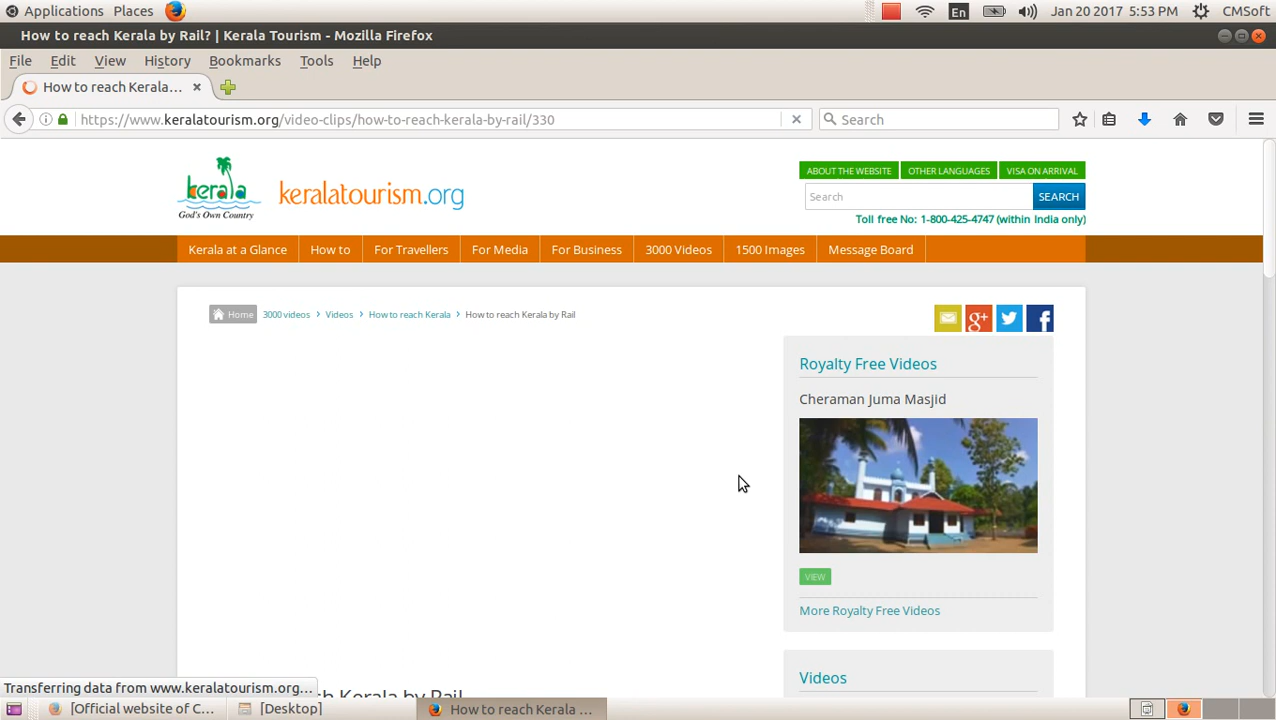 Applications Places En Jan 20 2017 5:53 PM CMSoft
How to reach Kerala by Rail? | Kerala Tourism - Mozilla Firefox
File Edit View History Bookmarks Tools Help
How to reach Kerala...
https://www.keralatourism.org/video-clips/how-to-reach-kerala-by-rail/330 Search
kerala
God's Own Country
keralatourism.org
ABOUT THE WEBSITE OTHER LANGUAGES VISA ON ARRIVAL
Search SEARCH
Toll free No: 1-800-425-4747 (within India only)
Kerala at a Glance How to For Travellers For Media For Business 3000 Videos 1500 Images Message Board
Home 3000 videos › Videos › How to reach Kerala › How to reach Kerala by Rail
g+ f
Royalty Free Videos
Cheraman Juma Masjid
VIEW
More Royalty Free Videos
Videos
ch Kerala by Rail
Transferring data from www.keralatourism.org...
[Official website of C... [Desktop] How to reach Kerala ...